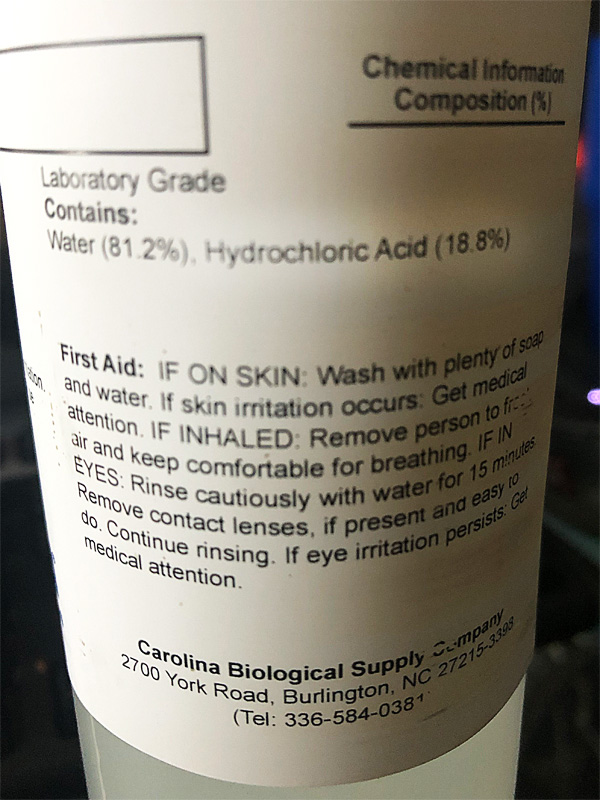 Chemical Information
Composition (%)
Laboratory Grade
Contains:
Water (81.2%), Hydrochloric Acid (18.8%)
First Aid: IF ON SKIN: Wash with plenty of soap
and water. If skin irritation occurs: Get medical
attention. IF INHALED: Remove person to
air and keep comfortable for breathing. IF IN
EYES: Rinse cautiously with water for 15 minutes.
Remove contact lenses, if present and easy to
do. Continue rinsing. If eye irritation persists: Get
medical attention.
Carolina Biological Supply Company
2700 York Road, Burlington, NC 27215-3398
(Tel: 336-584-0381